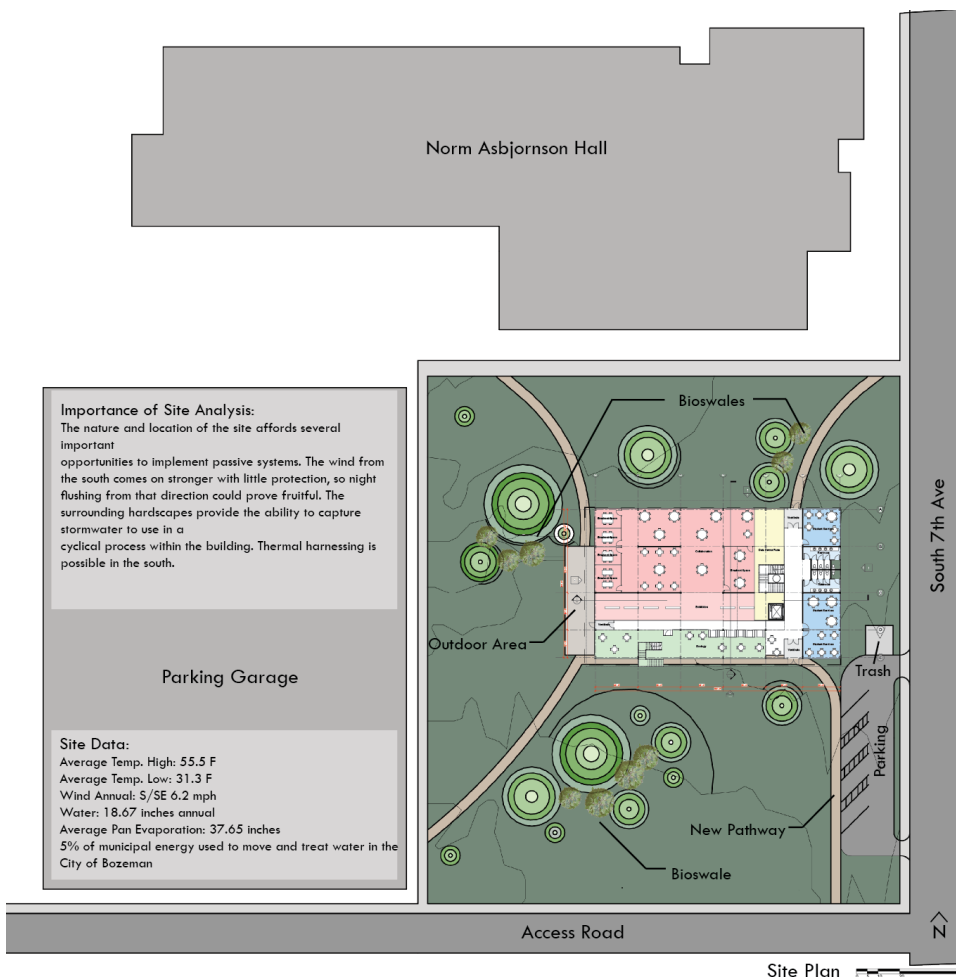 Norm Asbjornson Hall
Importance of Site Analysis:
The nature and location of the site affords several
important
opportunities to implement passive systems. The wind from
the south comes on stronger with little protection, so night
flushing from that direction could prove fruitful. The
surrounding hardscapes provide the ability to capture
stormwater to use in a
cyclical process within the building. Thermal harnessing is
possible in the south.
Parking Garage
Site Data:
Average Temp. High: 55.5 F
Average Temp. Low: 31.3 F
Wind Annual: S/SE 6.2 mph
Water: 18.67 inches annual
Average Pan Evaporation: 37.65 inches
5% of municipal energy used to move and treat water in the
City of Bozeman
Bioswales
Outdoor Area
Trash
Parking
New Pathway
Bioswale
South 7th Ave
Access Road
N
Site Plan